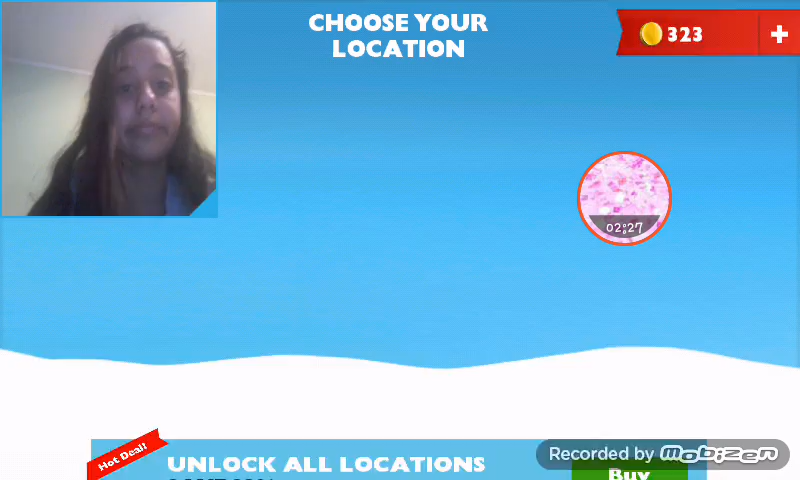 CHOOSE YOUR
LOCATION
323 +
02:27
Hot Deal!
UNLOCK ALL LOCATIONS
Buy
Recorded by Mobizen